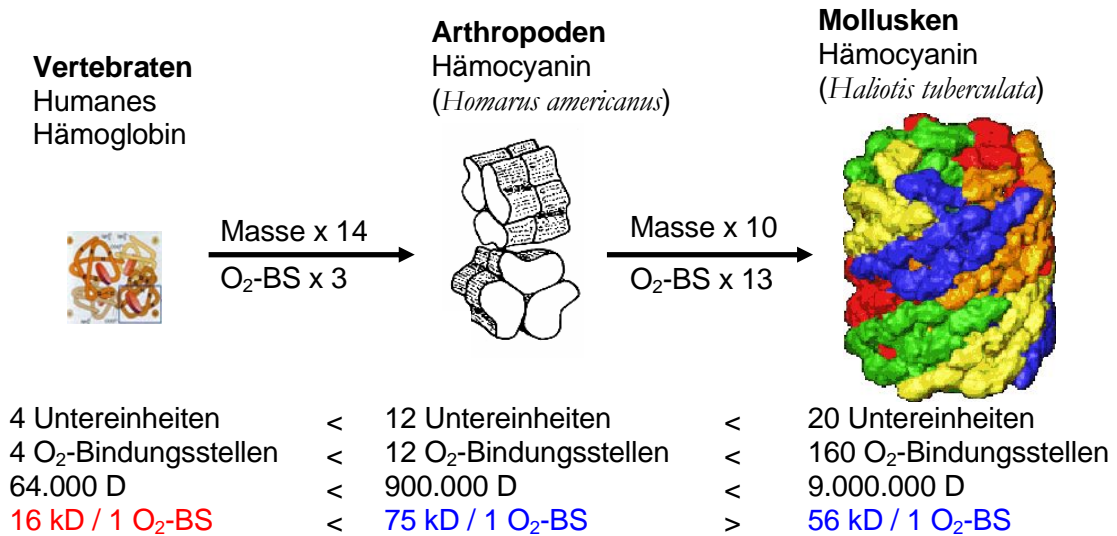 Vertebraten
Humanes
Hämoglobin
Arthropoden
Hämocyanin
(Homarus americanus)
Mollusken
Hämocyanin
(Haliotis tuberculata)
Masse x 14
O₂-BS x 3
Masse x 10
O₂-BS x 13
4 Untereinheiten < 12 Untereinheiten < 20 Untereinheiten
4 O₂-Bindungsstellen < 12 O₂-Bindungsstellen < 160 O₂-Bindungsstellen
64.000 D < 900.000 D < 9.000.000 D
16 kD / 1 O₂-BS < 75 kD / 1 O₂-BS > 56 kD / 1 O₂-BS